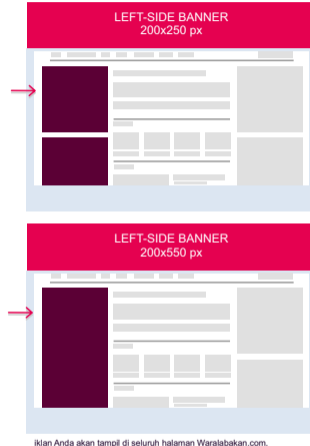 LEFT-SIDE BANNER
200x250 px
LEFT-SIDE BANNER
200x550 px
iklan Anda akan tampil di seluruh halaman Waralabakan.com.